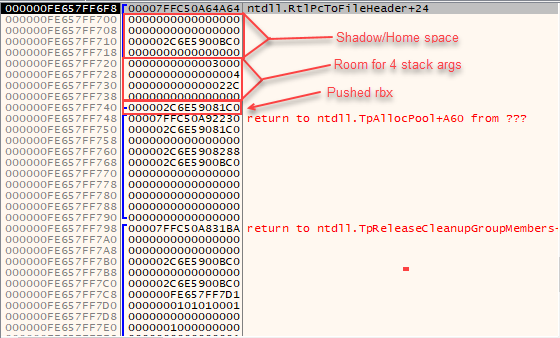 000000FE657FF6F8 00007FFC50A64A64 ntdll.RtlPcToFileHeader+24
000000FE657FF700 0000000000000000
000000FE657FF708 0000000000000000
Shadow/Home space
000000FE657FF710 000002C6E5900BC0
000000FE657FF718 0000000000000000
000000FE657FF720 0000000000003000
Room for 4 stack args
000000FE657FF728 0000000000000004
000000FE657FF730 000000000000022C
000000FE657FF738 0000000000000000
Pushed rbx
000000FE657FF740 000002C6E59081C0
000000FE657FF748 00007FFC50A92230 return to ntdll.TpAllocPool+A60 from ???
000000FE657FF750 000002C6E59081C0
000000FE657FF758 0000000000000000
000000FE657FF760 000002C6E5908288
000000FE657FF768 000002C6E5900BC0
000000FE657FF770 0000000000000000
000000FE657FF778 0000000000000000
000000FE657FF780 0000000000000000
000000FE657FF788 0000000000000000
000000FE657FF790 0000000000000000
000000FE657FF798 00007FFC50A831BA return to ntdll.TpReleaseCleanupGroupMembers-
000000FE657FF7A0 0000000000000000
000000FE657FF7A8 0000000000000000
000000FE657FF7B0 000002C6E5900BC0
000000FE657FF7B8 0000000000000000
000000FE657FF7C0 000002C6E5900BC0
000000FE657FF7C8 000000FE657FF7D1
000000FE657FF7D0 0000000101010001
000000FE657FF7D8 0000000000000000
000000FE657FF7E0 0000001000000000